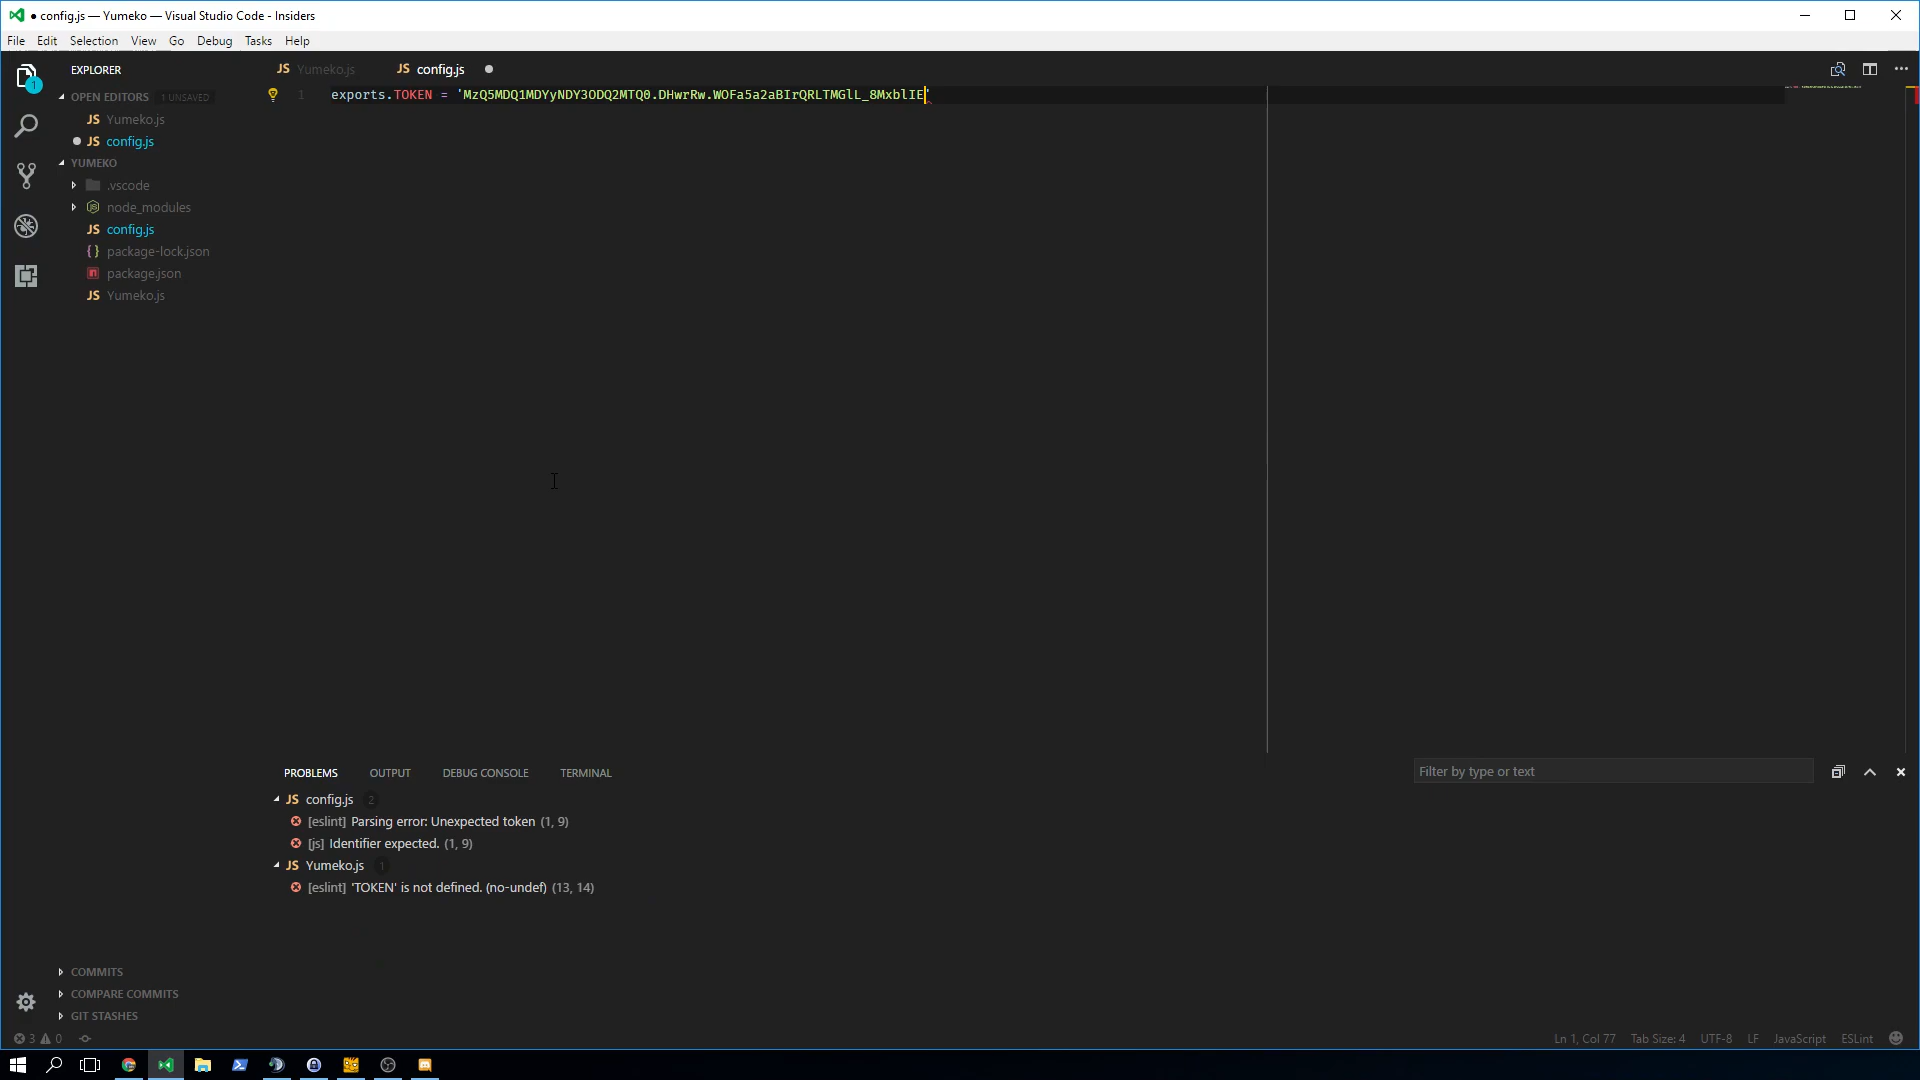 ● config.js — Yumeko — Visual Studio Code - Insiders
File Edit Selection View Go Debug Tasks Help
EXPLORER
JS Yumeko.js
JS config.js
OPEN EDITORS 1 UNSAVED
1 exports.TOKEN = 'MzQ5MDQ1MDYyNDY3ODQ2MTQ0.DHwrRw.WOFa5a2aBIrQRLTMGlL_8MxblIE'
JS Yumeko.js
JS config.js
YUMEKO
.vscode
node_modules
JS config.js
{ } package-lock.json
package.json
JS Yumeko.js
1
PROBLEMS OUTPUT DEBUG CONSOLE TERMINAL
Filter by type or text
JS config.js 2
[eslint] Parsing error: Unexpected token (1, 9)
[js] Identifier expected. (1, 9)
JS Yumeko.js 1
[eslint] 'TOKEN' is not defined. (no-undef) (13, 14)
COMMITS
COMPARE COMMITS
GIT STASHES
3 0
Ln 1, Col 77 Tab Size: 4 UTF-8 LF JavaScript ESLint